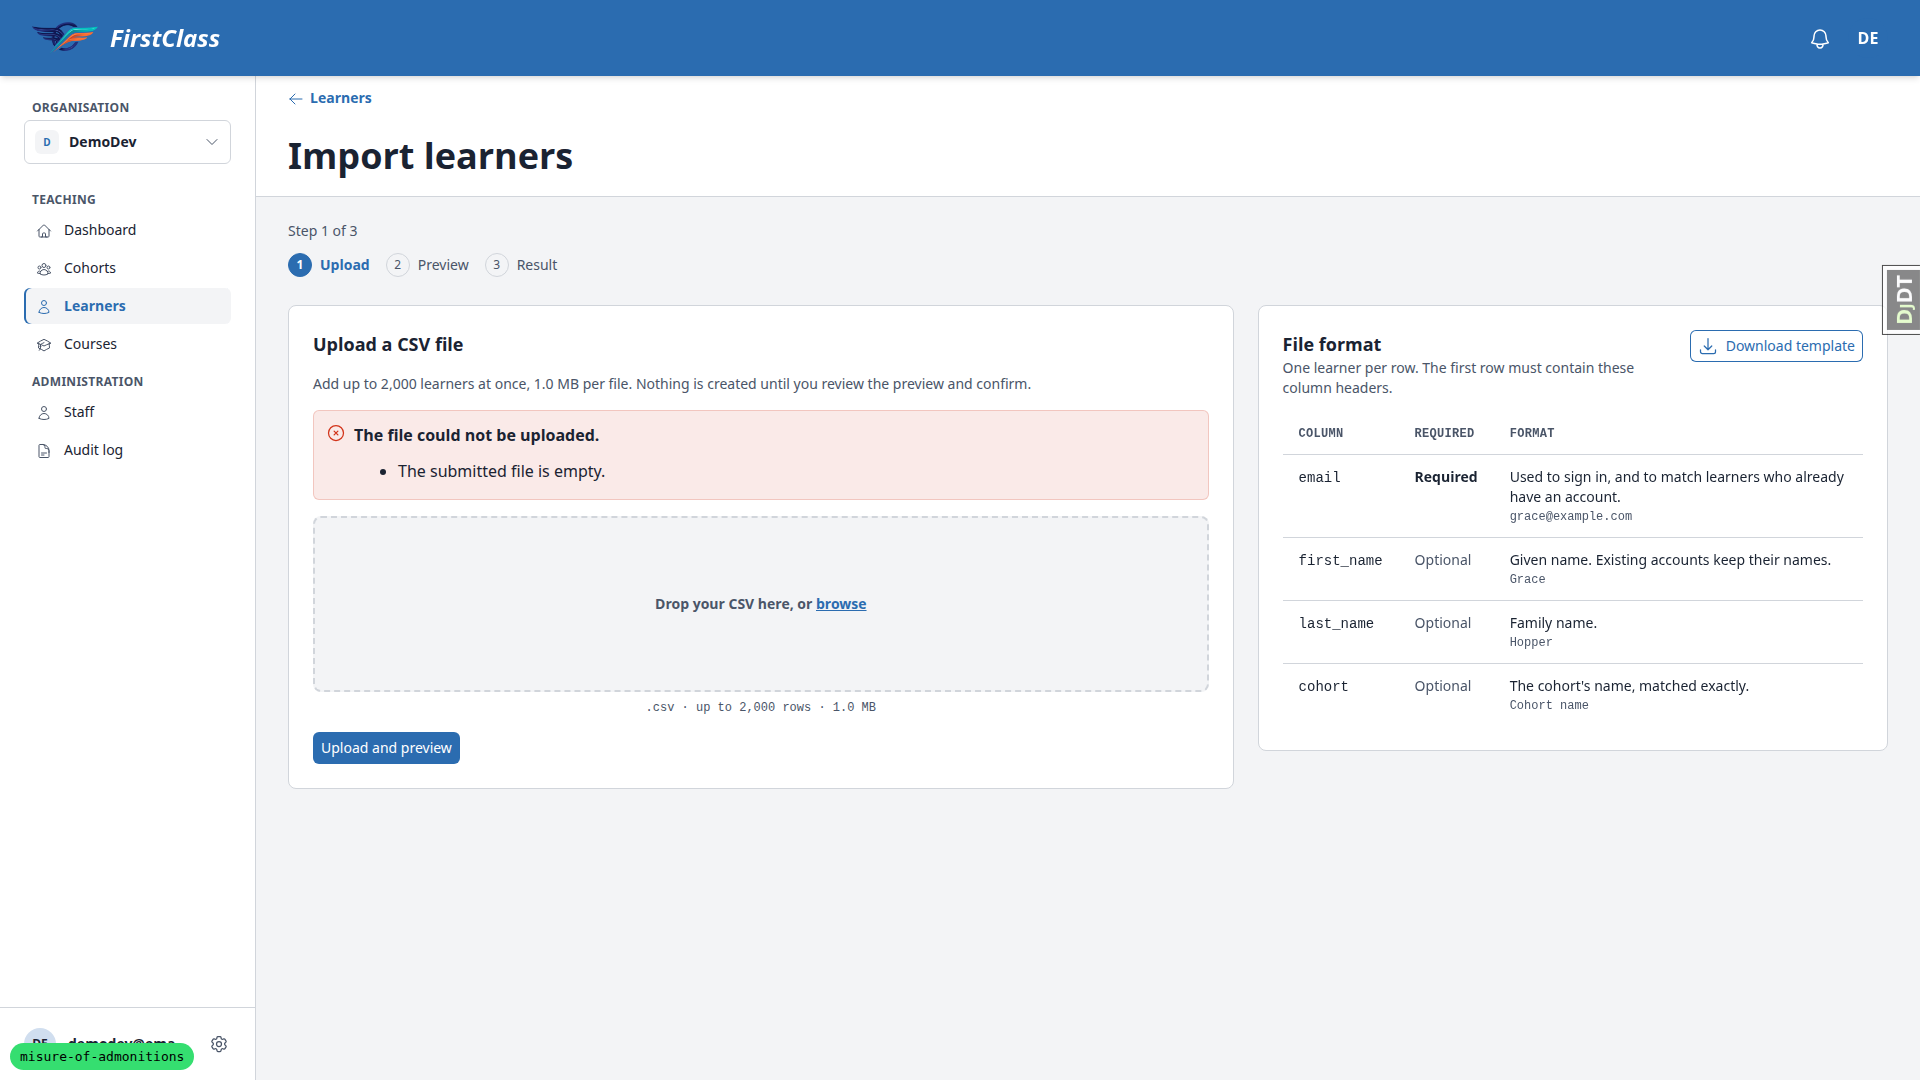 FirstClass
DE
ORGANISATION
D DemoDev
TEACHING
Dashboard
Cohorts
Learners
Courses
ADMINISTRATION
Staff
Audit log
misure-of-admonitions
Learners
Import learners
Step 1 of 3
1 Upload 2 Preview 3 Result
Upload a CSV file
Add up to 2,000 learners at once, 1.0 MB per file. Nothing is created until you review the preview and confirm.
The file could not be uploaded.
The submitted file is empty.
Drop your CSV here, or browse
.csv · up to 2,000 rows · 1.0 MB
Upload and preview
File format
Download template
One learner per row. The first row must contain these
column headers.
COLUMN REQUIRED FORMAT
email Required Used to sign in, and to match learners who already
have an account.
grace@example.com
first_name Optional Given name. Existing accounts keep their names.
Grace
last_name Optional Family name.
Hopper
cohort Optional The cohort's name, matched exactly.
Cohort name
DJDT